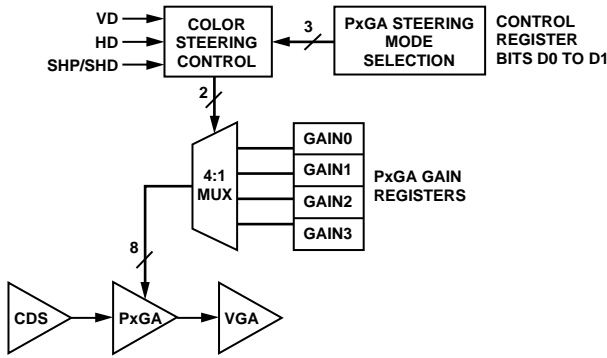 VD
HD
SHP/SHD
COLOR
STEERING
CONTROL
3
PxGA STEERING
MODE
SELECTION
CONTROL
REGISTER
BITS D0 TO D1
2
4:1
MUX
GAIN0
GAIN1
GAIN2
GAIN3
PxGA GAIN
REGISTERS
8
CDS
PxGA
VGA